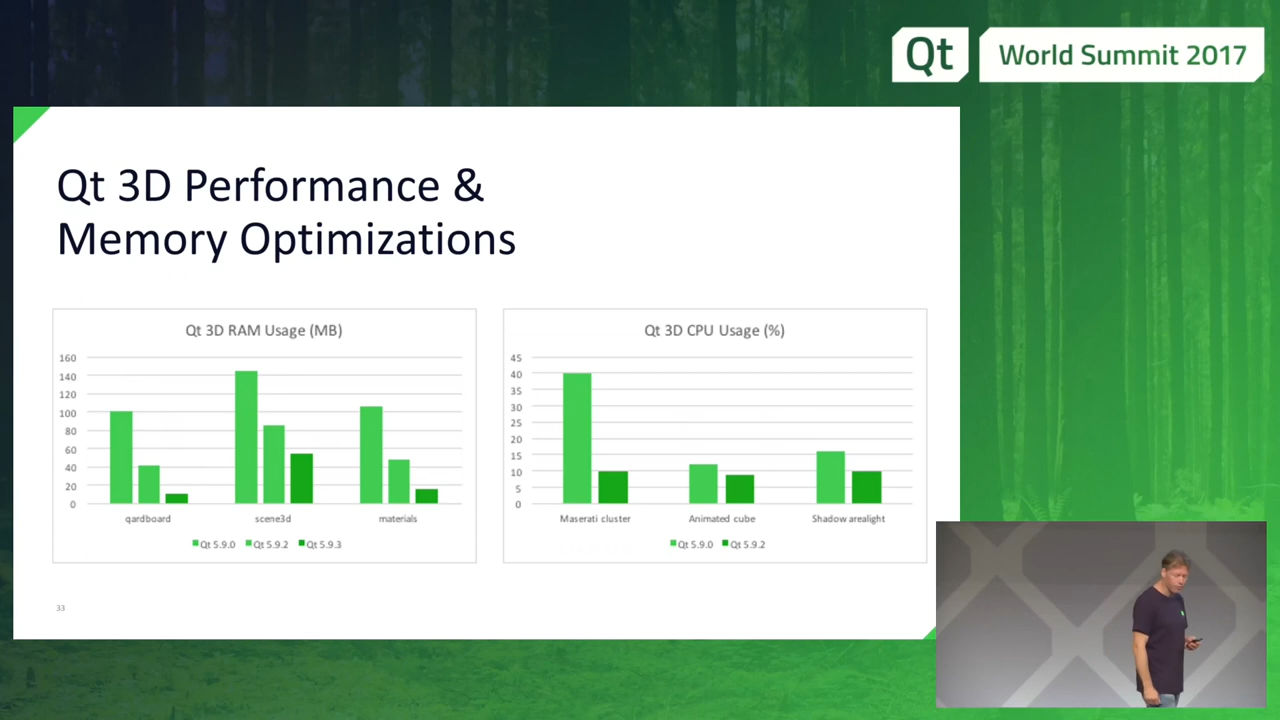 Qt World Summit 2017
Qt 3D Performance &
Memory Optimizations
Qt 3D RAM Usage (MB)
160
140
120
100
80
60
40
20
0
qardboard scene3d materials
Qt 5.9.0 Qt 5.9.2 Qt 5.9.3
Qt 3D CPU Usage (%)
45
40
35
30
25
20
15
10
5
0
Maserati cluster Animated cube Shadow arealight
Qt 5.9.0 Qt 5.9.2
33